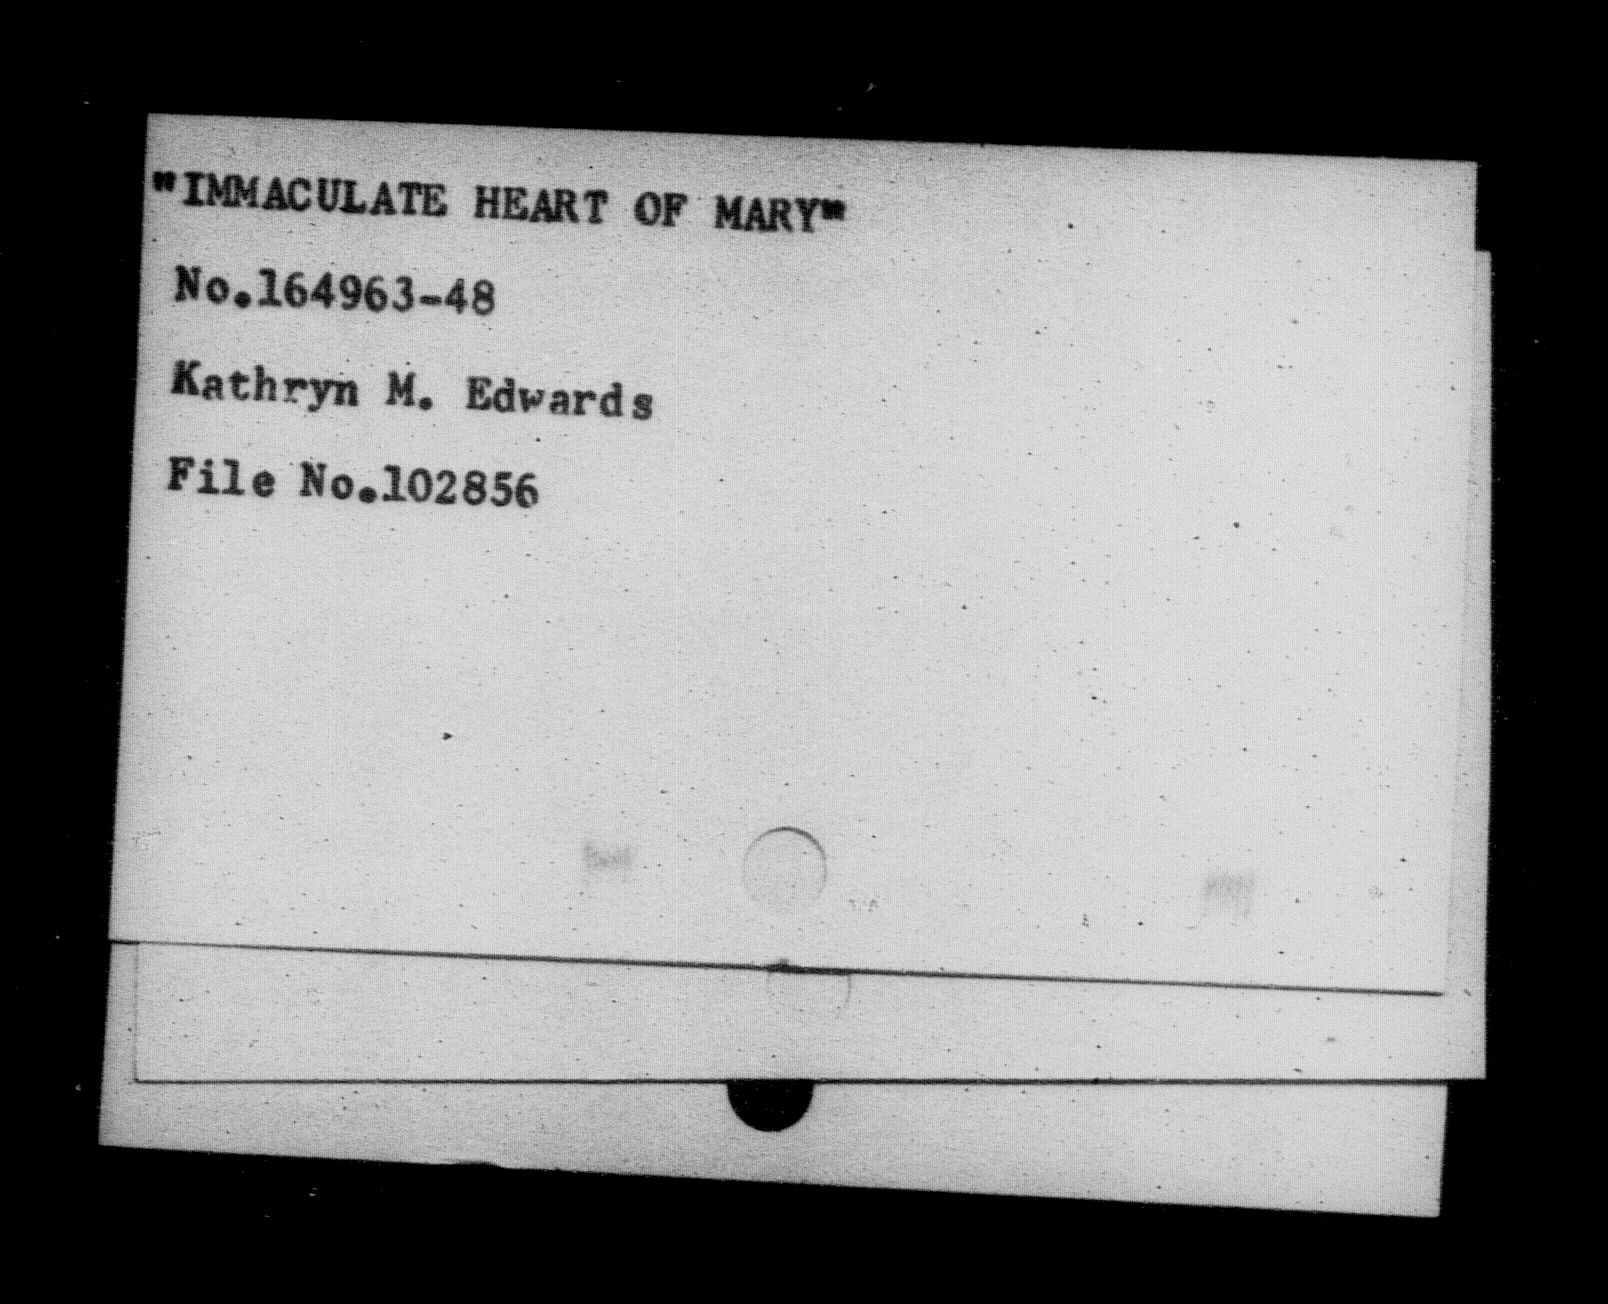 "IMMACULATE HEART OF MARY"
No.164963-48
Kathryn M. Edwards
File No.102856